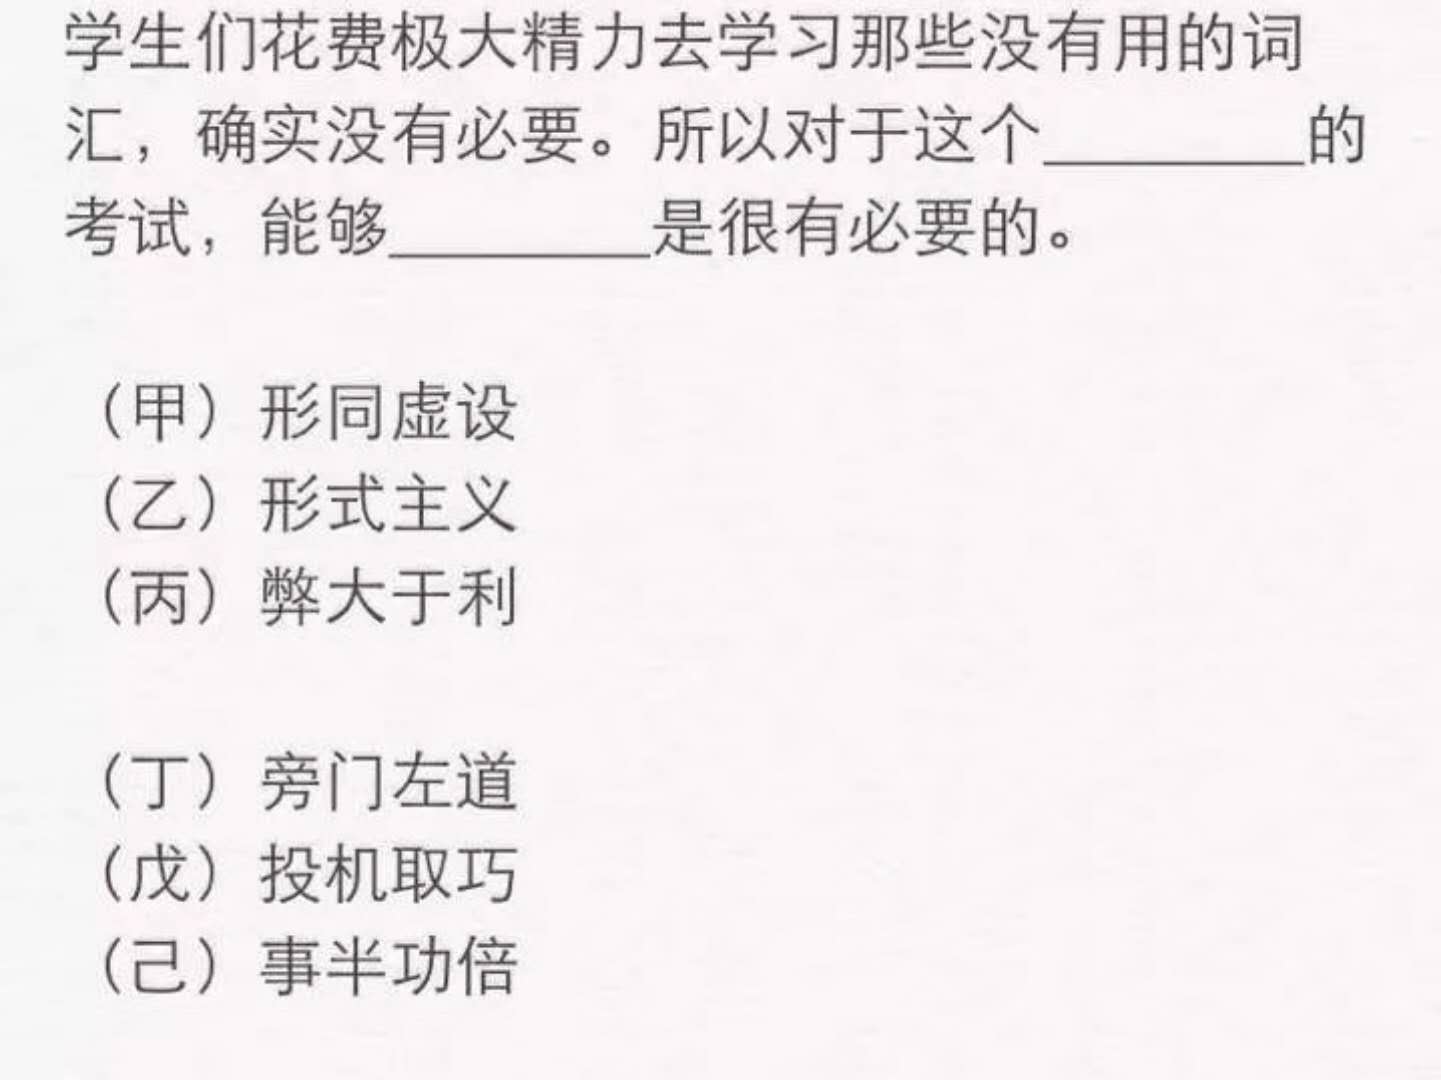 学生们花费极大精力去学习那些没有用的词
汇，确实没有必要。所以对于这个________的
考试，能够________是很有必要的。
（甲）形同虚设
（乙）形式主义
（丙）弊大于利
（丁）旁门左道
（戊）投机取巧
（己）事半功倍